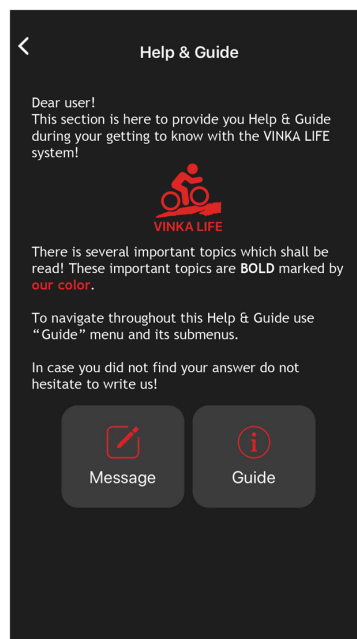 Help & Guide
Dear user!
This section is here to provide you Help & Guide
during your getting to know with the VINKA LIFE
system!
VINKA LIFE
There is several important topics which shall be
read! These important topics are BOLD marked by
our color.
To navigate throughout this Help & Guide use
“Guide” menu and its submenus.
In case you did not find your answer do not
hesitate to write us!
Message
Guide